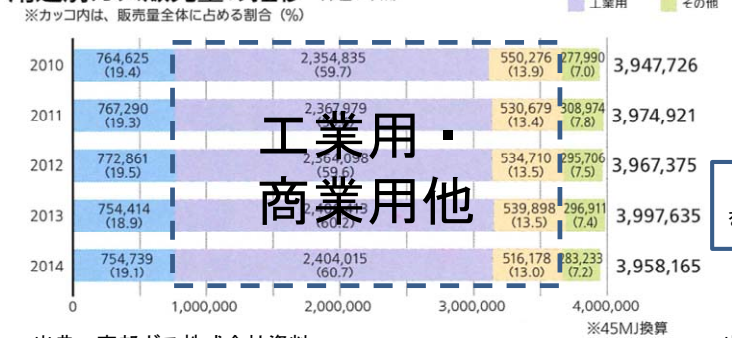 ※カッコ内は、販売量全体に占める割合(%)
工業用 その他
2010 764,625 (19.4) 2,354,835 (59.7) 550,276 (13.9) 277,990 (7.0) 3,947,726
2011 767,290 (19.3) 2,367,979 530,679 (13.4) 308,974 (7.8) 3,974,921
2012 772,861 (19.5) 2,364,098 (59.6) 534,710 (13.5) 295,706 (7.5) 3,967,375
2013 754,414 (18.9) (60.2) 539,898 (13.5) 296,911 (7.4) 3,997,635
2014 754,739 (19.1) 2,404,015 (60.7) 516,178 (13.0) 283,233 (7.2) 3,958,165
工業用・
商業用他
0 1,000,000 2,000,000 3,000,000 4,000,000
※45MJ換算